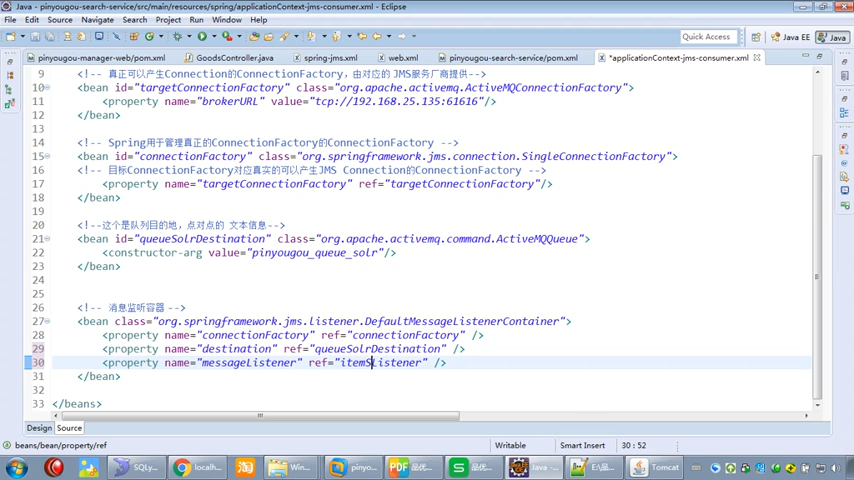 Java - pinyougou-search-service/src/main/resources/spring/applicationContext-jms-consumer.xml - Eclipse
File Edit Source Navigate Search Project Run Window Help
Quick Access
Java EE
Java
pinyougou-manager-web/pom.xml
GoodsController.java
spring-jms.xml
web.xml
pinyougou-search-service/pom.xml
*applicationContext-jms-consumer.xml
9 <!-- 真正可以产生Connection的ConnectionFactory，由对应的 JMS服务厂商提供-->
10 <bean id="targetConnectionFactory" class="org.apache.activemq.ActiveMQConnectionFactory">
11 <property name="brokerURL" value="tcp://192.168.25.135:61616"/>
12 </bean>
13
14 <!-- Spring用于管理真正的ConnectionFactory的ConnectionFactory -->
15 <bean id="connectionFactory" class="org.springframework.jms.connection.SingleConnectionFactory">
16 <!-- 目标ConnectionFactory对应真实的可以产生JMS Connection的ConnectionFactory -->
17 <property name="targetConnectionFactory" ref="targetConnectionFactory"/>
18 </bean>
19
20 <!--这个是队列目的地，点对点的 文本信息-->
21 <bean id="queueSolrDestination" class="org.apache.activemq.command.ActiveMQQueue">
22 <constructor-arg value="pinyougou_queue_solr"/>
23 </bean>
24
25
26 <!-- 消息监听容器 -->
27 <bean class="org.springframework.jms.listener.DefaultMessageListenerContainer">
28 <property name="connectionFactory" ref="connectionFactory" />
29 <property name="destination" ref="queueSolrDestination" />
30 <property name="messageListener" ref="itemSListener" />
31 </bean>
32
33 </beans>
Design Source
beans/bean/property/ref
Writable
Smart Insert
30 : 52
SQLy...
localh...
淘
Win...
pinyo...
PDF 品优...
S 品优...
Java -...
E:\品...
Tomcat